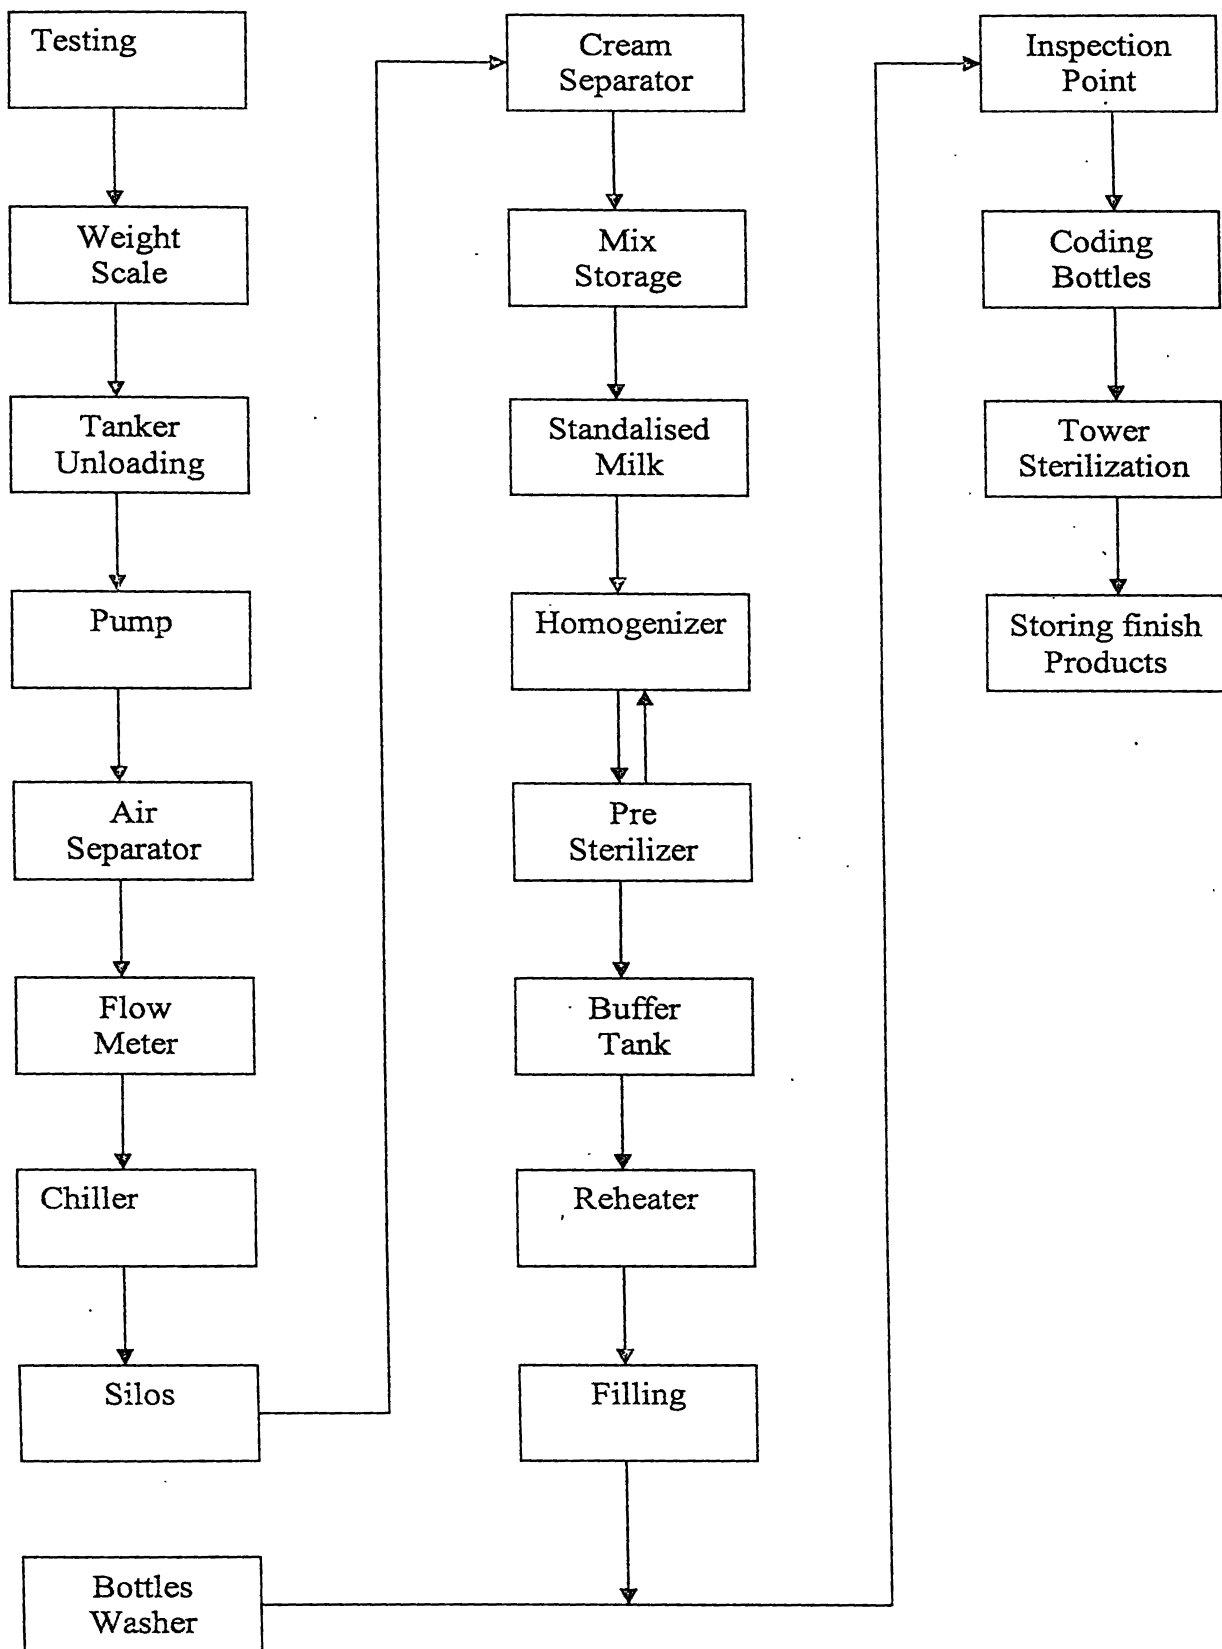 Testing
Weight
Scale
Tanker
Unloading
Pump
Air
Separator
Flow
Meter
Chiller
Silos
Bottles
Washer
Cream
Separator
Mix
Storage
Standalised
Milk
Homogenizer
Pre
Sterilizer
Buffer
Tank
Reheater
Filling
Inspection
Point
Coding
Bottles
Tower
Sterilization
Storing finish
Products